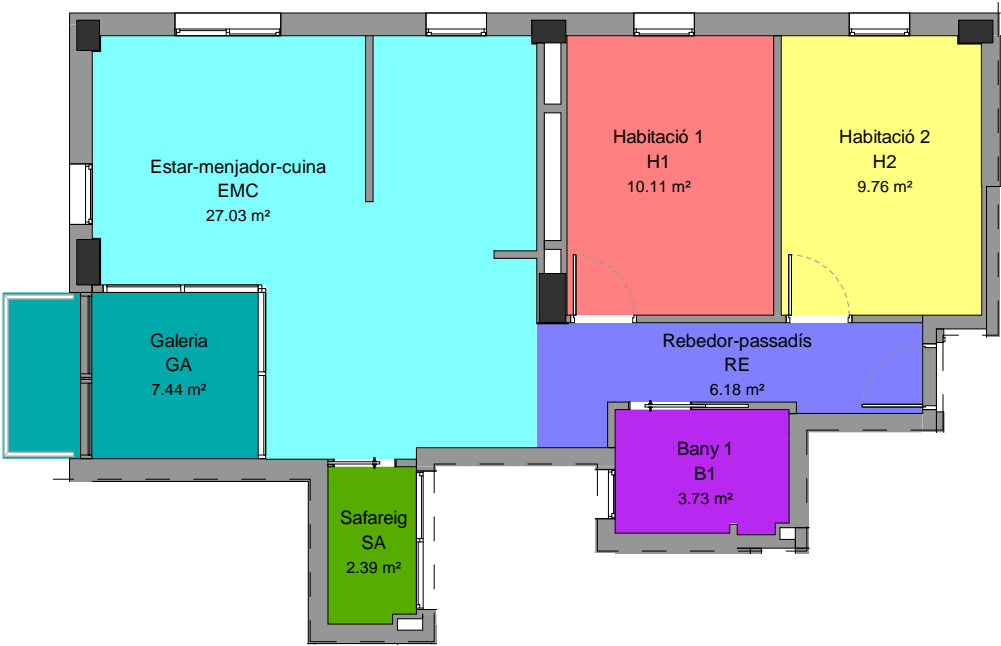 Estar-menjador-cuina
EMC
27.03 m²
Habitació 1
H1
10.11 m²
Habitació 2
H2
9.76 m²
Galeria
GA
7.44 m²
Rebedor-passadís
RE
6.18 m²
Bany 1
B1
3.73 m²
Safareig
SA
2.39 m²